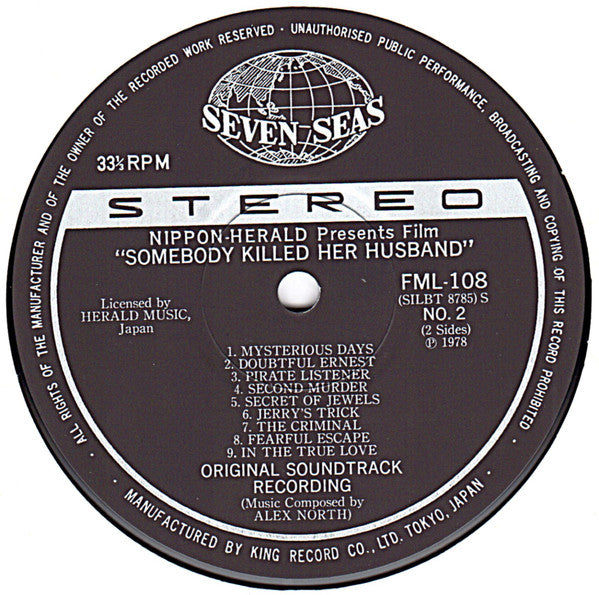 ALL RIGHTS OF THE MANUFACTURER AND OF THE OWNER OF THE RECORDED WORK RESERVED · UNAUTHORISED PUBLIC PERFORMANCE, BROADCASTING AND COPYING OF THIS RECORD PROHIBITED ·
SEVEN SEAS
33⅓ RPM
STEREO
NIPPON-HERALD Presents Film
"SOMEBODY KILLED HER HUSBAND"
Licensed by
HERALD MUSIC,
Japan
FML-108
(SILBT 8785) S
NO. 2
(2 Sides)
Ⓟ 1978
1. MYSTERIOUS DAYS
2. DOUBTFUL ERNEST
3. PIRATE LISTENER
4. SECOND MURDER
5. SECRET OF JEWELS
6. JERRY'S TRICK
7. THE CRIMINAL
8. FEARFUL ESCAPE
9. IN THE TRUE LOVE
ORIGINAL SOUNDTRACK
RECORDING
(Music Composed by
ALEX NORTH)
· MANUFACTURED BY KING RECORD CO., LTD. TOKYO, JAPAN ·